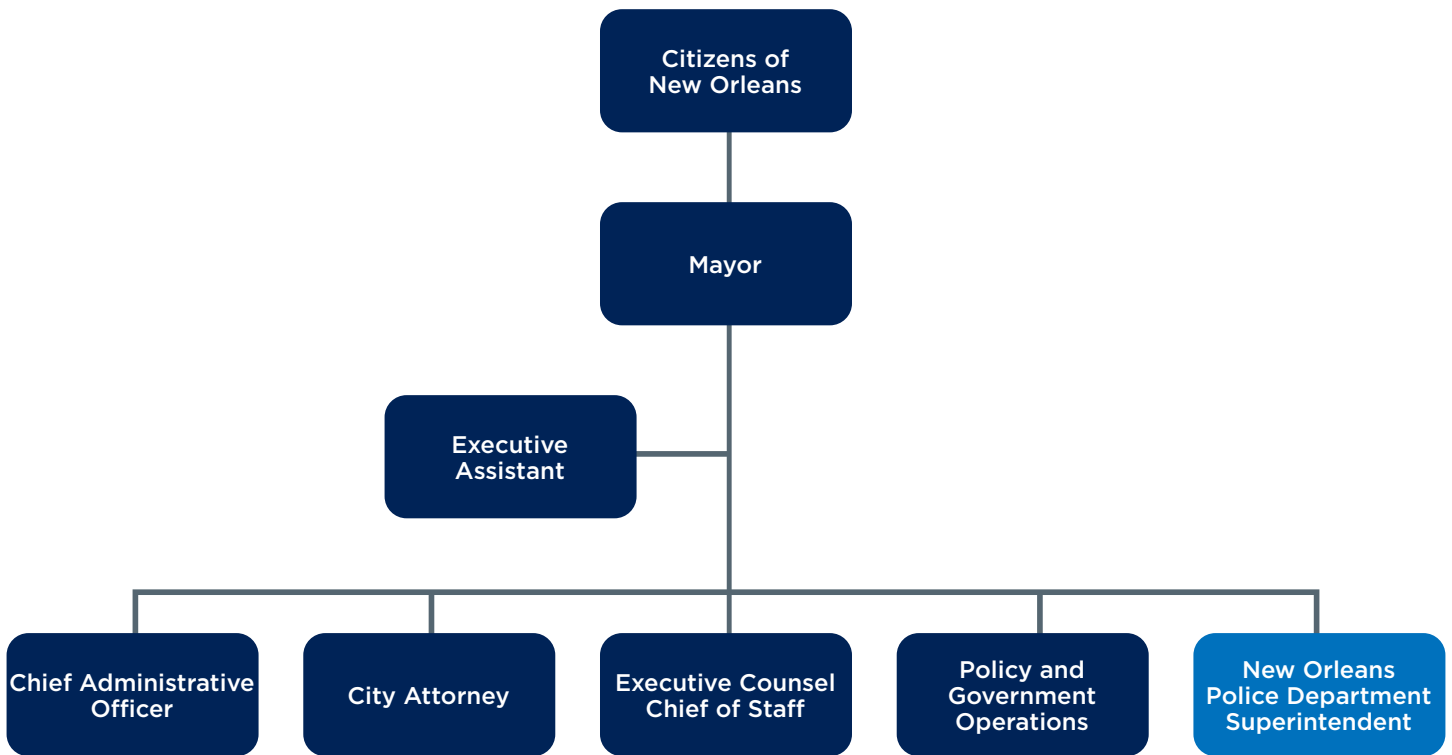 Citizens of
New Orleans
Mayor
Executive
Assistant
Chief Administrative
Officer
City Attorney
Executive Counsel
Chief of Staff
Policy and
Government
Operations
New Orleans
Police Department
Superintendent